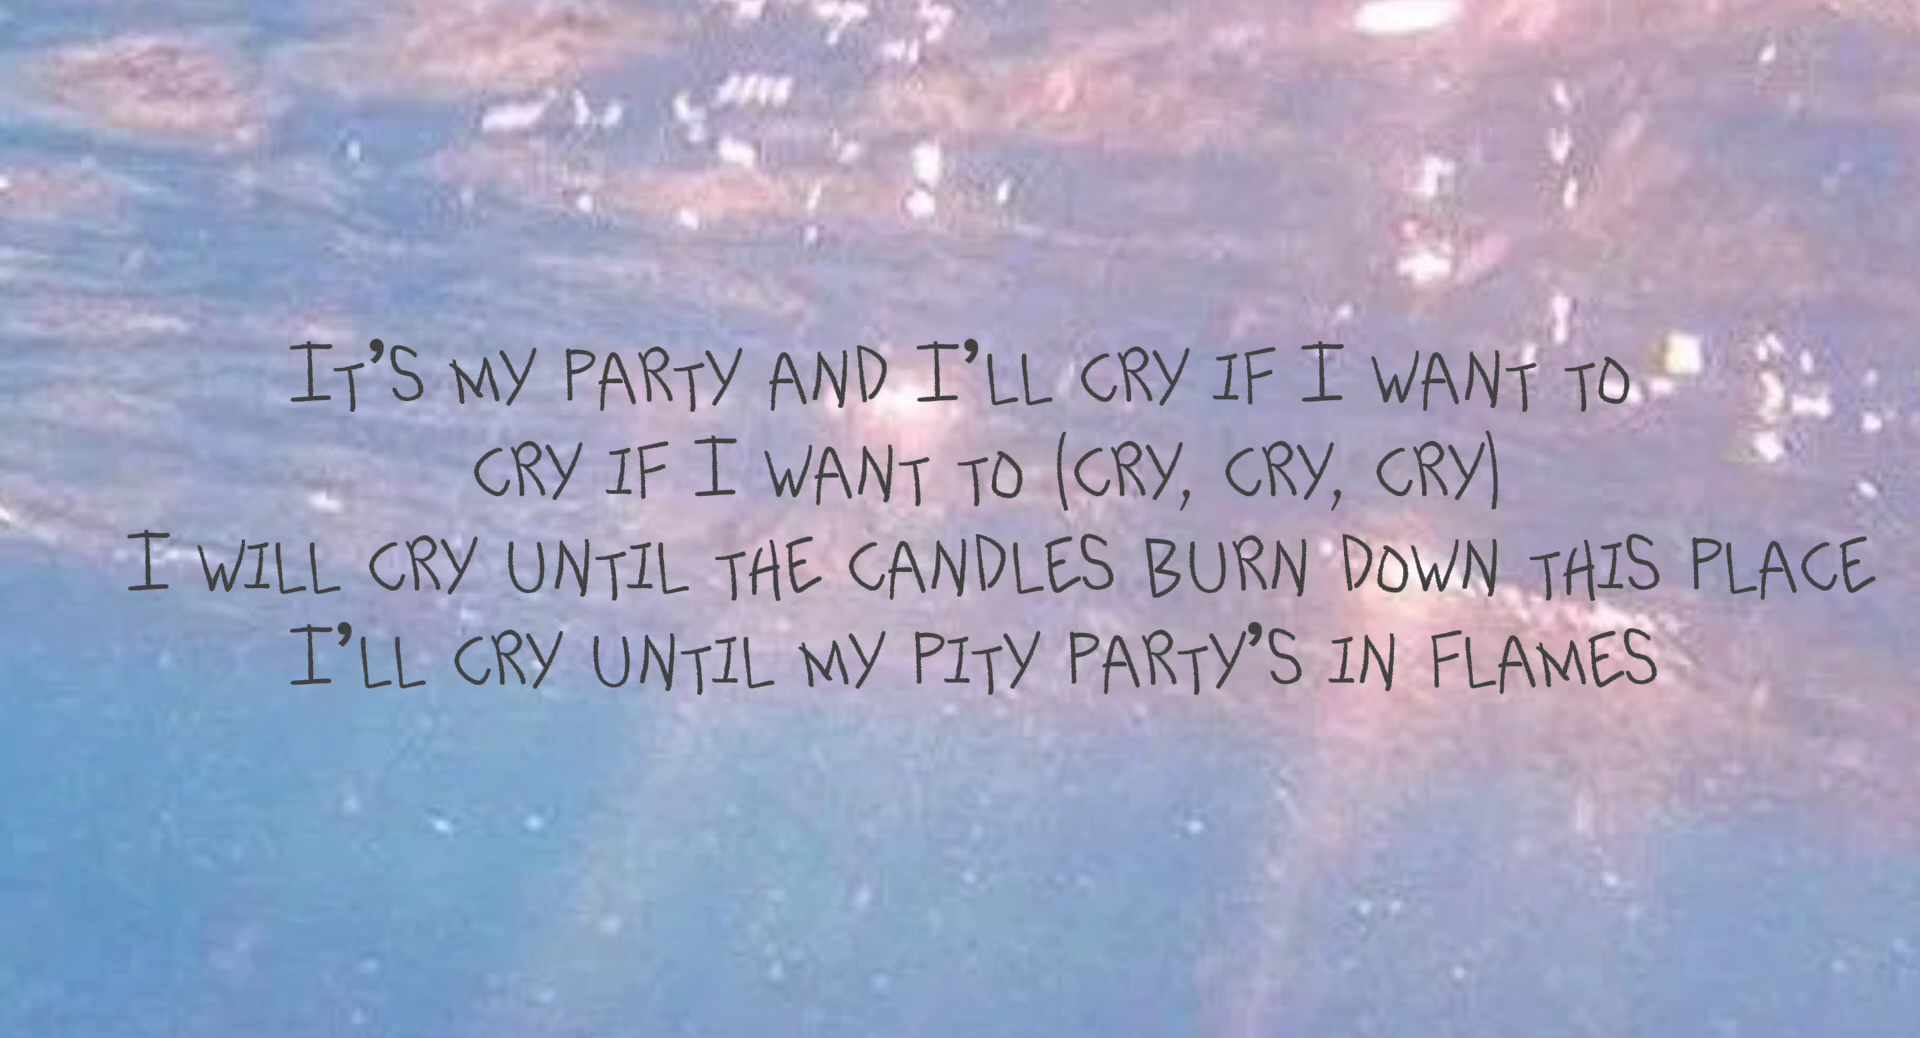 It's my party and I'll cry if I want to
cry if I want to (cry, cry, cry)
I will cry until the candles burn down this place
I'll cry until my pity party's in flames